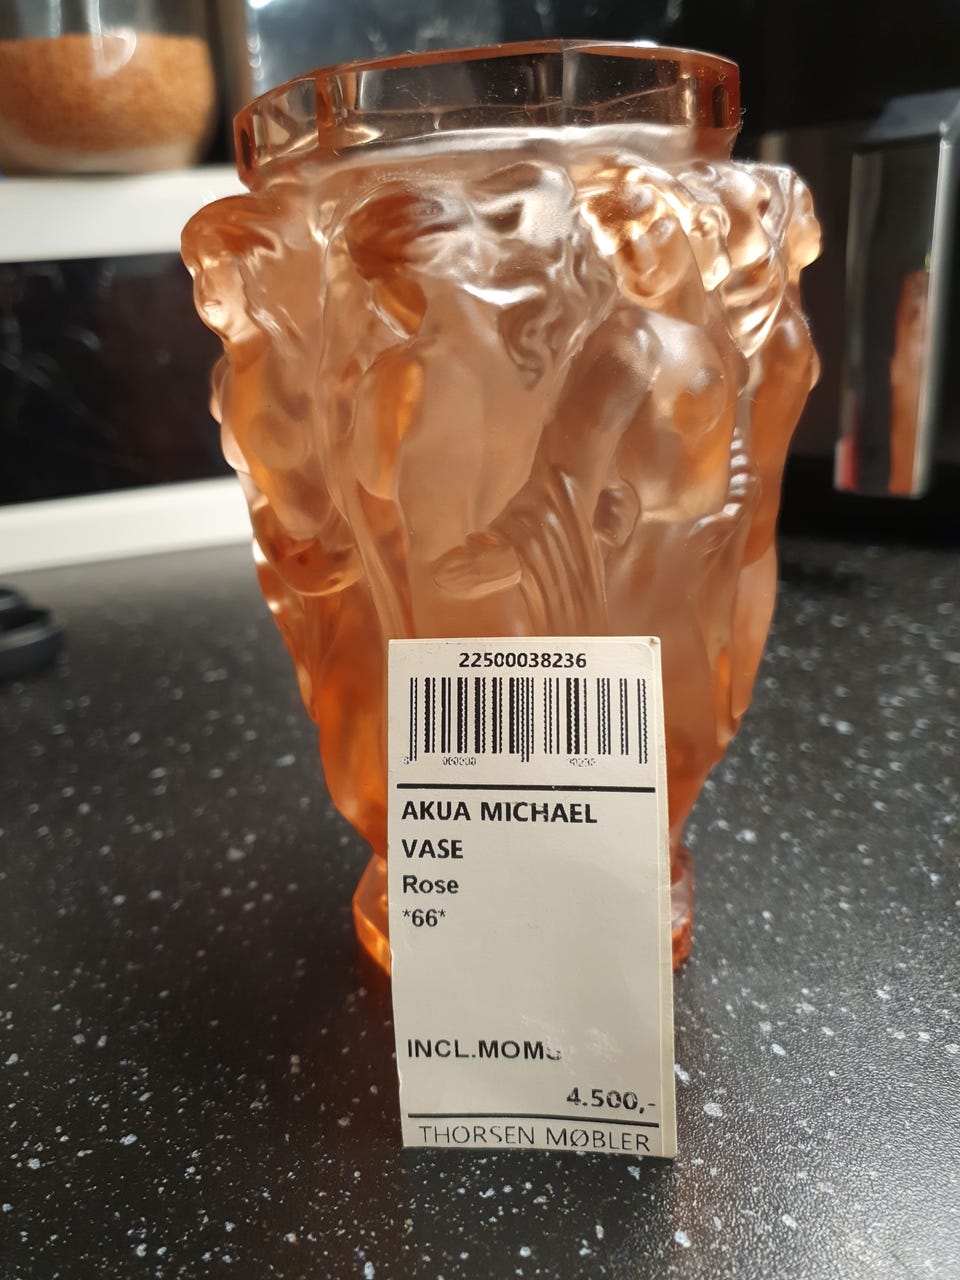 22500038236
AKUA MICHAEL
VASE
Rose
*66*
INCL.MOMS
4.500,-
THORSEN MØBLER